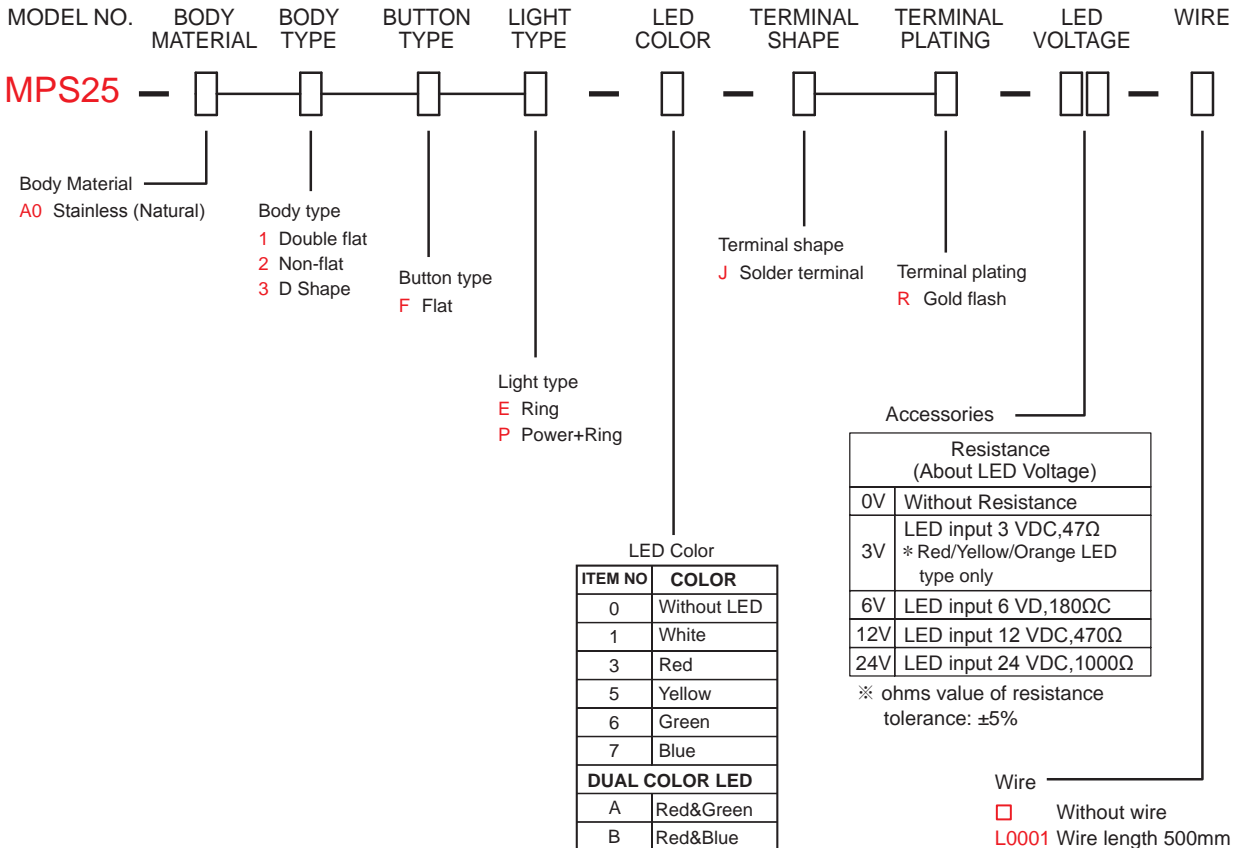 MODEL NO. BODY MATERIAL BODY TYPE BUTTON TYPE LIGHT TYPE LED COLOR TERMINAL SHAPE TERMINAL PLATING LED VOLTAGE WIRE
MPS25
Body Material
A0 Stainless (Natural)
Body type
1 Double flat
2 Non-flat
3 D Shape
Button type
F Flat
Light type
E Ring
P Power+Ring
LED Color
ITEM NO COLOR
0 Without LED
1 White
3 Red
5 Yellow
6 Green
7 Blue
DUAL COLOR LED
A Red&Green
B Red&Blue
Terminal shape
J Solder terminal
Terminal plating
R Gold flash
Accessories
Resistance
(About LED Voltage)
0V Without Resistance
3V LED input 3 VDC,47Ω
* Red/Yellow/Orange LED
type only
6V LED input 6 VD,180ΩC
12V LED input 12 VDC,470Ω
24V LED input 24 VDC,1000Ω
※ ohms value of resistance
tolerance: ±5%
Wire
□ Without wire
L0001 Wire length 500mm